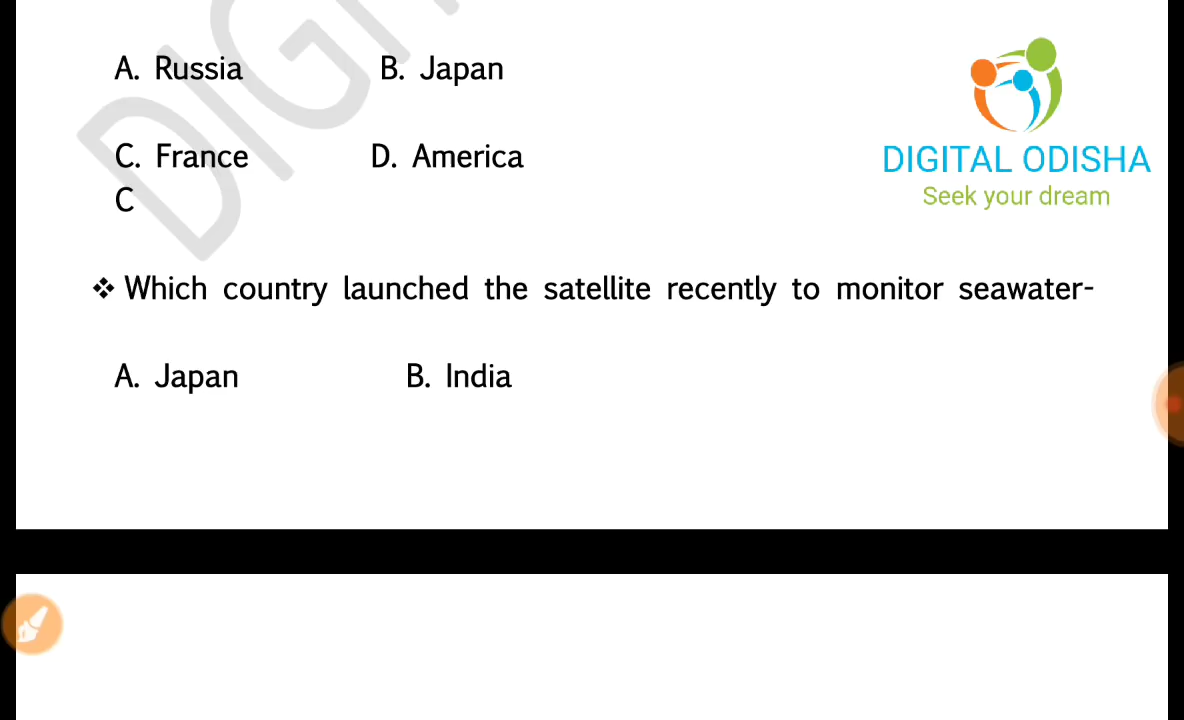 A. Russia B. Japan
C. France D. America
C
❖ Which country launched the satellite recently to monitor seawater-
A. Japan B. India
DIGITAL ODISHA
Seek your dream
DIGI